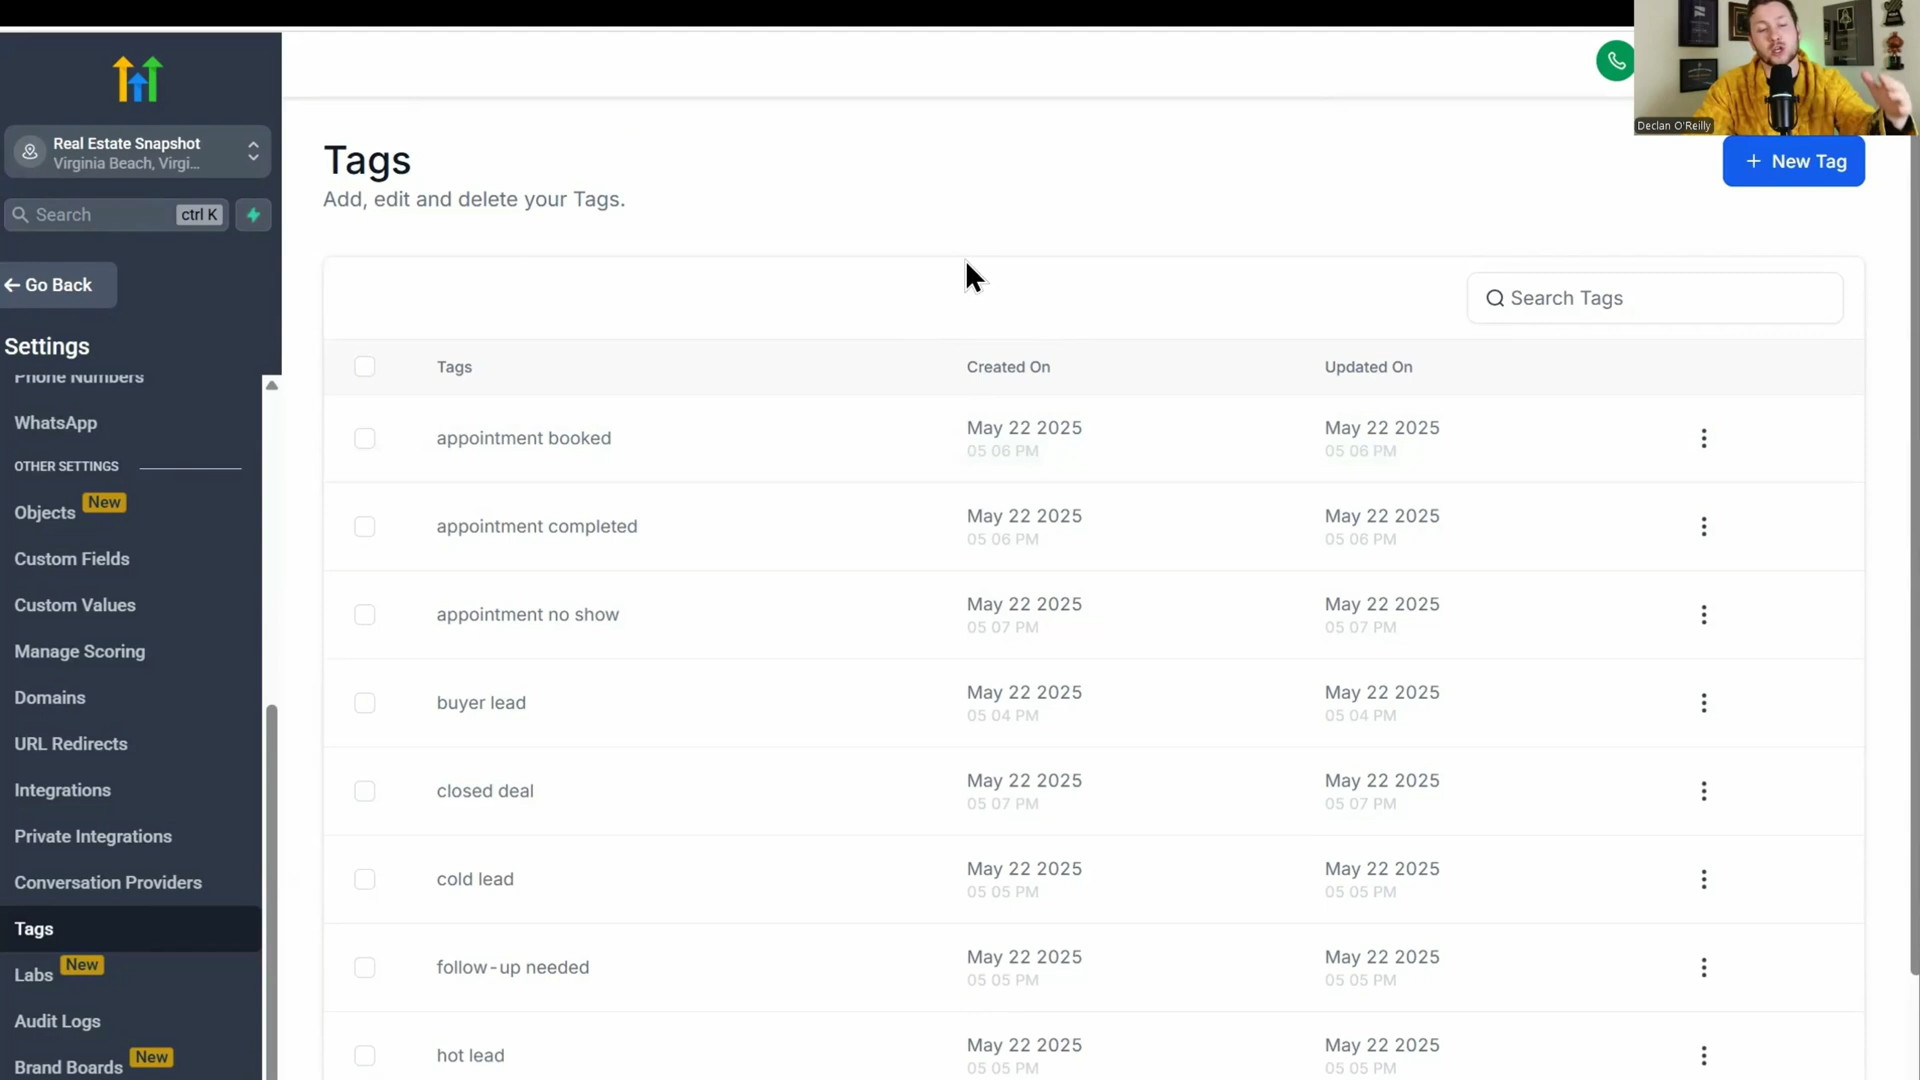 Real Estate Snapshot
Virginia Beach, Virgi...
Search
ctrl K
Go Back
Settings
Phone Numbers
WhatsApp
OTHER SETTINGS
Objects New
Custom Fields
Custom Values
Manage Scoring
Domains
URL Redirects
Integrations
Private Integrations
Conversation Providers
Tags
Labs New
Audit Logs
Brand Boards New
Declan O'Reilly
Tags
Add, edit and delete your Tags.
+ New Tag
Search Tags
Tags Created On Updated On
appointment booked May 22 2025 May 22 2025
05 06 PM 05 06 PM
appointment completed May 22 2025 May 22 2025
05 06 PM 05 06 PM
appointment no show May 22 2025 May 22 2025
05 07 PM 05 07 PM
buyer lead May 22 2025 May 22 2025
05 04 PM 05 04 PM
closed deal May 22 2025 May 22 2025
05 07 PM 05 07 PM
cold lead May 22 2025 May 22 2025
05 05 PM 05 05 PM
follow-up needed May 22 2025 May 22 2025
05 05 PM 05 05 PM
hot lead May 22 2025 May 22 2025
05 05 PM 05 05 PM